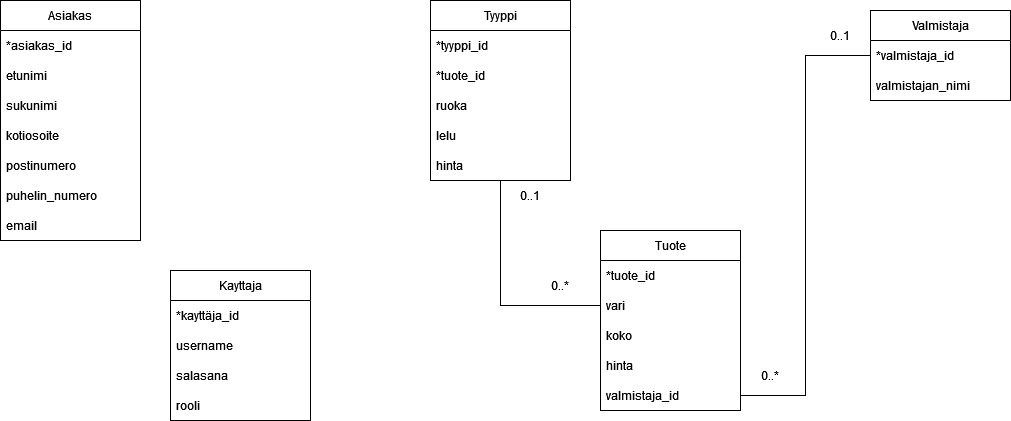 Asiakas
*asiakas_id
etunimi
sukunimi
kotiosoite
postinumero
puhelin_numero
email
Kayttaja
*kayttäja_id
username
salasana
rooli
Tyyppi
*tyyppi_id
*tuote_id
ruoka
lelu
hinta
0..1
0..*
Tuote
*tuote_id
vari
koko
hinta
valmistaja_id
0..*
0..1
Valmistaja
*valmistaja_id
valmistajan_nimi